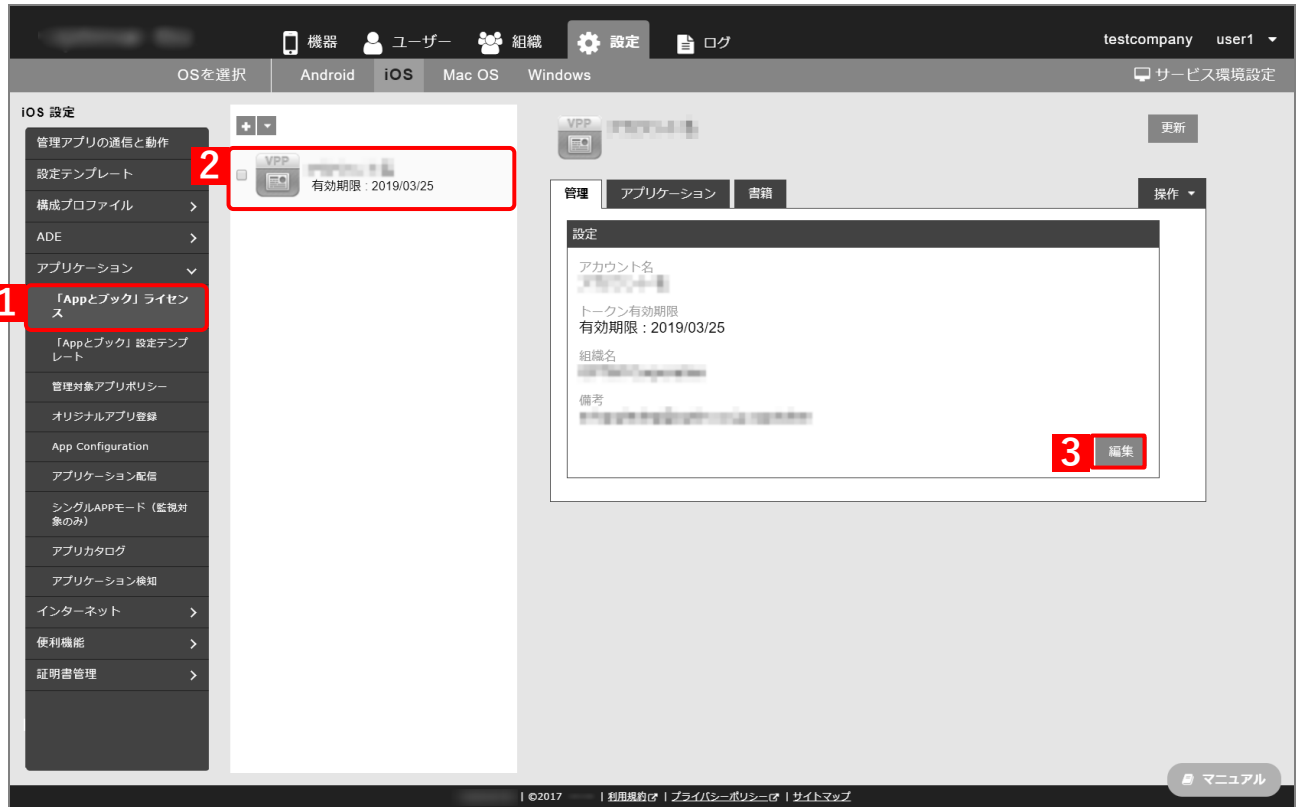 機器
ユーザー
組織
設定
ログ
testcompany user1
OSを選択
Android
iOS
Mac OS
Windows
サービス環境設定
iOS 設定
管理アプリの通信と動作
設定テンプレート
構成プロファイル
ADE
アプリケーション
1
「Appとブック」ライセン
ス
「Appとブック」設定テンプ
レート
管理対象アプリポリシー
オリジナルアプリ登録
App Configuration
アプリケーション配信
シングルAPPモード（監視対
象のみ）
アプリカタログ
アプリケーション検知
インターネット
便利機能
証明書管理
2
VPP
有効期限 : 2019/03/25
VPP
更新
管理
アプリケーション
書籍
操作
設定
アカウント名
トークン有効期限
有効期限 : 2019/03/25
組織名
備考
3
編集
マニュアル
| ©2017
| 利用規約 | プライバシーポリシー | サイトマップ